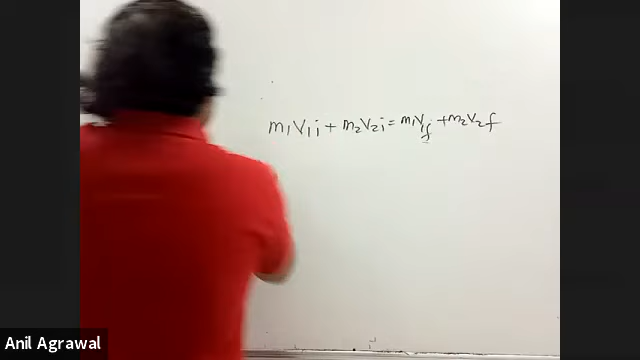 m₁V₁i + m₂V₂i = m₁V₁f + m₂V₂f
Anil Agrawal